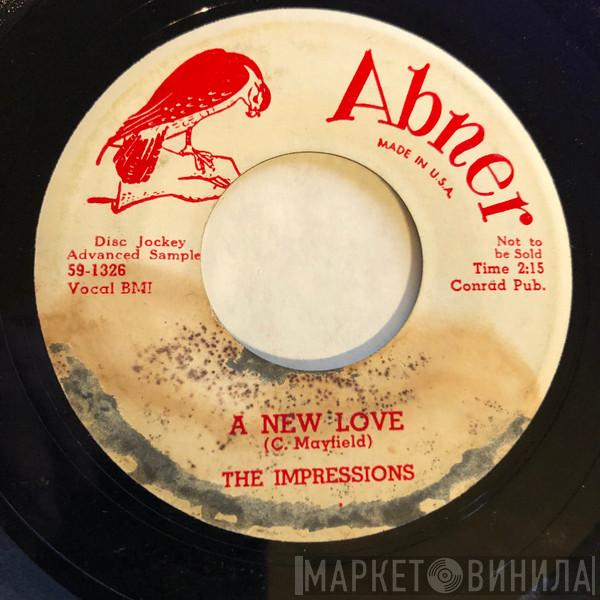 Abner
MADE IN U.S.A.
Disc Jockey
Advanced Sample
59-1326
Vocal BMI
Not to
be Sold
Time 2:15
Conrad Pub.
A NEW LOVE
(C. Mayfield)
THE IMPRESSIONS
МАРКЕТ ВИНИЛА